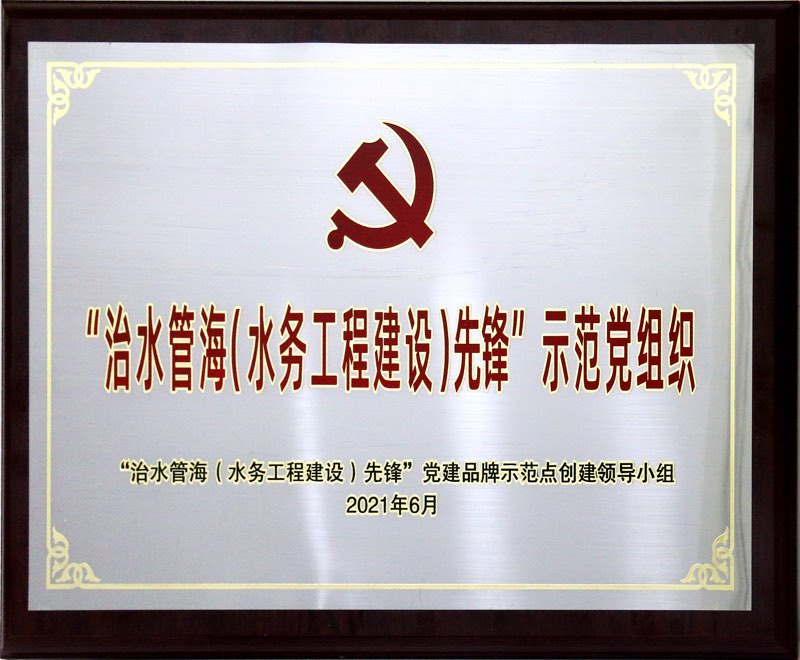 “治水管海(水务工程建设)先锋”示范党组织
“治水管海（水务工程建设）先锋”党建品牌示范点创建领导小组
2021年6月